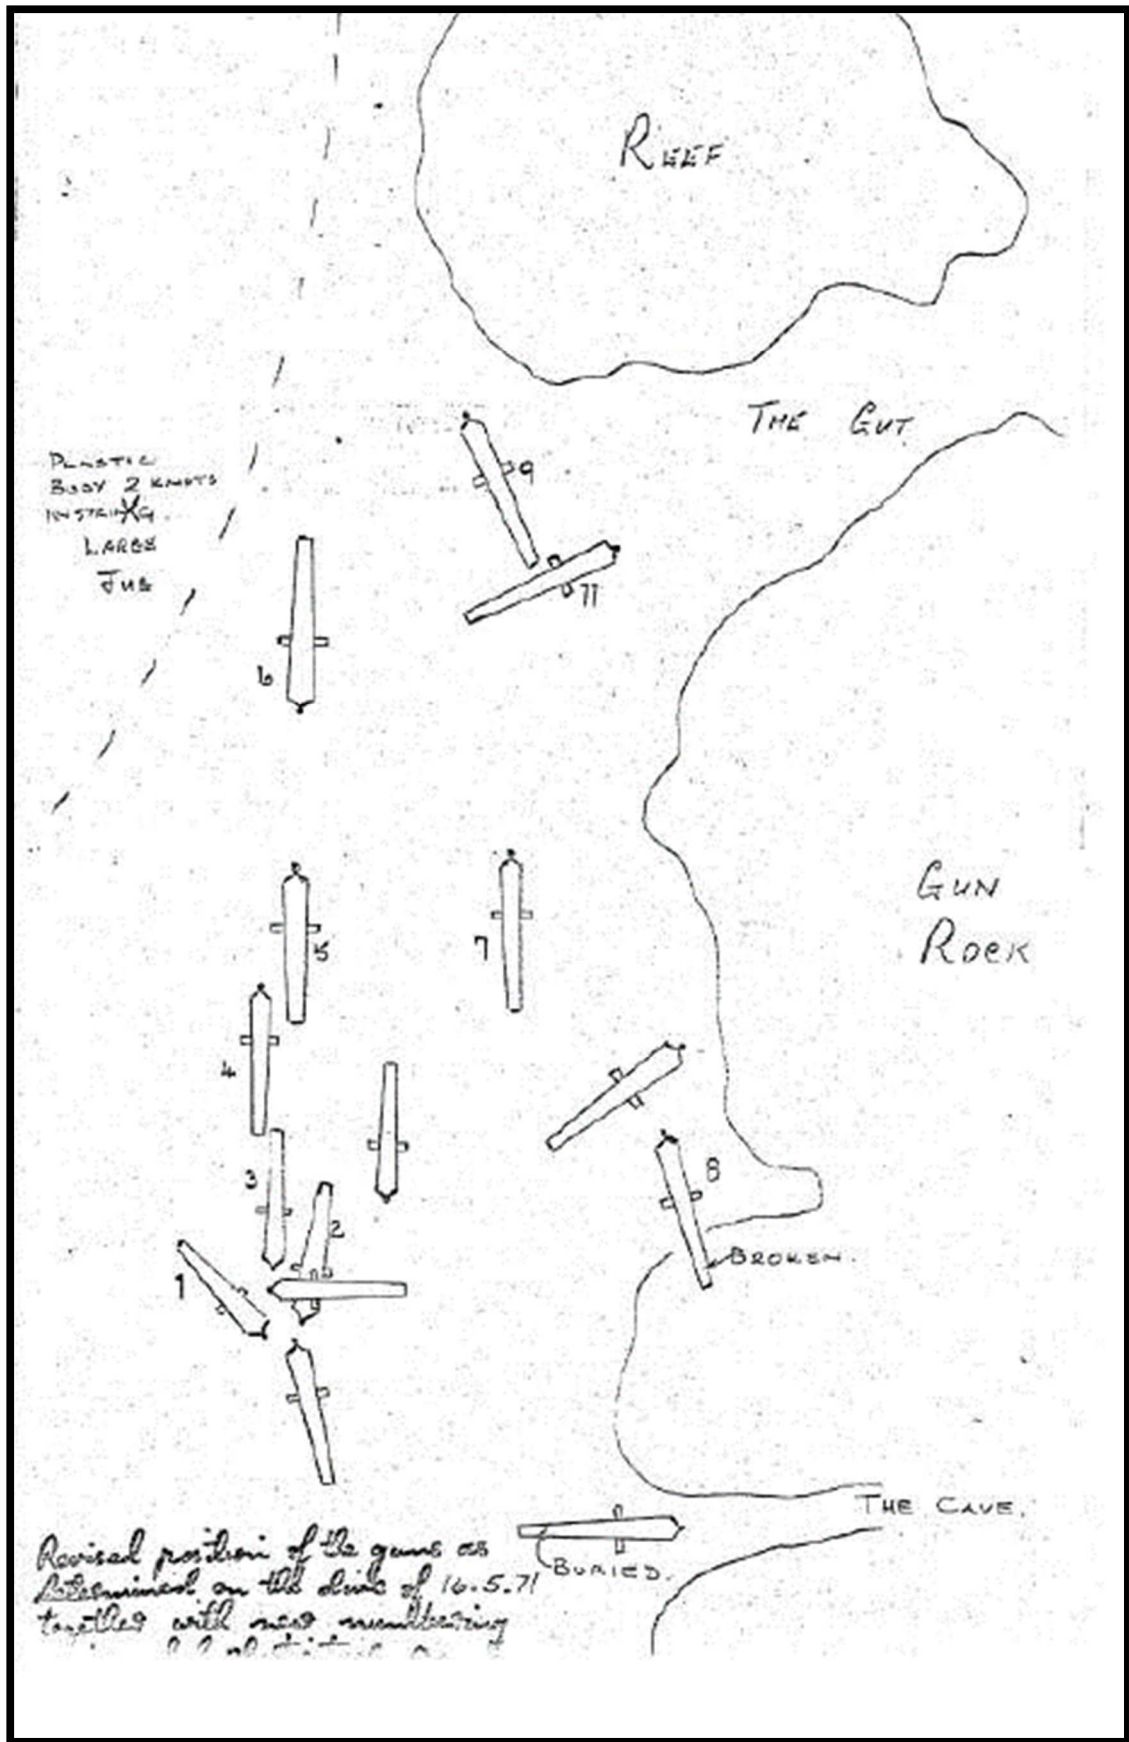 REEF
THE GUT
PLASTIC
BODY 2 KNOTS
IN STRING
X
LARGE
JUG
9
11
6
GUN
ROCK
5
7
4
3
8
2
BROKEN.
1
THE CAVE.
BURIED.
Revised position of the guns as
determined on the dive of 16.5.71
together with new numbering